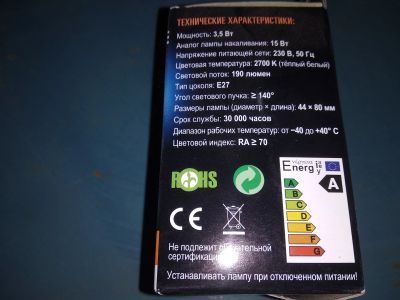 ТЕХНИЧЕСКИЕ ХАРАКТЕРИСТИКИ:
Мощность: 3,5 Вт
Аналог лампы накаливания: 15 Вт
Напряжение питающей сети: 230 В, 50 Гц
Цветовая температура: 2700 К (тёплый белый)
Световой поток: 190 люмен
Тип цоколя: Е27
Угол светового пучка: ≥ 140°
Размеры лампы (диаметр × длина): 44 × 80 мм
Срок службы: 30 000 часов
Диапазон рабочих температур: от −40 до +40° С
Цветовой индекс: RA ≥ 70
Energ
A
A
B
C
D
E
F
G
ROHS
CE
Не подлежит обязательной
сертификации
Устанавливать лампу при отключенном питании!